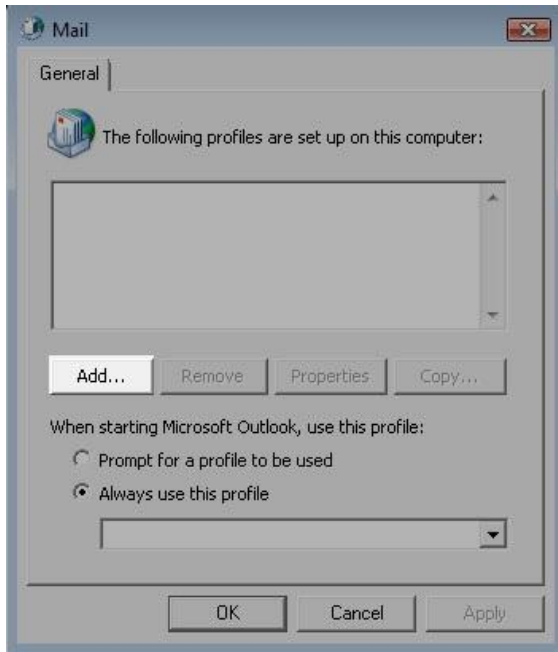 Mail
General
The following profiles are set up on this computer:
Add... Remove Properties Copy...
When starting Microsoft Outlook, use this profile:
Prompt for a profile to be used
Always use this profile
OK Cancel Apply